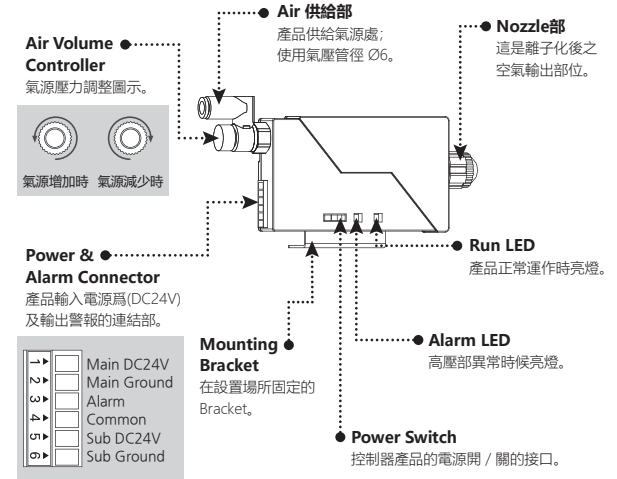 Air 供給部
產品供給氣源處;
使用氣壓管徑 Ø6。
Nozzle部
這是離子化後之
空氣輸出部位。
Air Volume
Controller
氣源壓力調整圖示。
氣源增加時 氣源減少時
Power &
Alarm Connector
產品輸入電源爲(DC24V)
及輸出警報的連結部。
1 Main DC24V
2 Main Ground
3 Alarm
4 Common
5 Sub DC24V
6 Sub Ground
Mounting
Bracket
在設置場所固定的
Bracket。
Run LED
產品正常運作時亮燈。
Alarm LED
高壓部異常時候亮燈。
Power Switch
控制器產品的電源開 / 關的接口。